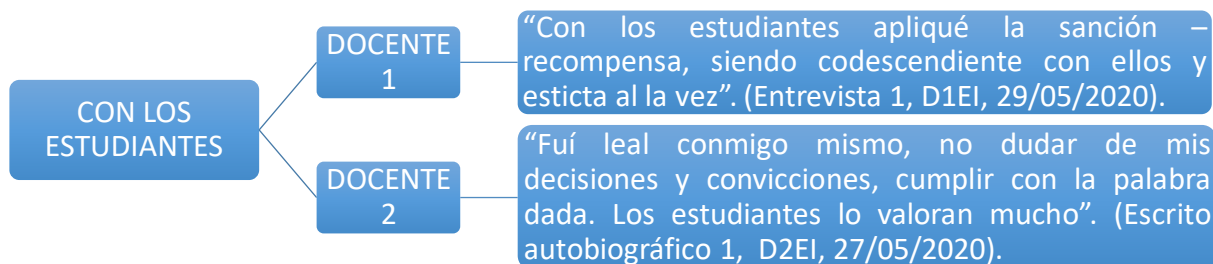 CON LOS
ESTUDIANTES
DOCENTE
1
“Con los estudiantes apliqué la sanción –
recompensa, siendo codescendiente con ellos y
esticta al la vez”. (Entrevista 1, D1EI, 29/05/2020).
DOCENTE
2
“Fuí leal conmigo mismo, no dudar de mis
decisiones y convicciones, cumplir con la palabra
dada. Los estudiantes lo valoran mucho”. (Escrito
autobiográfico 1, D2EI, 27/05/2020).